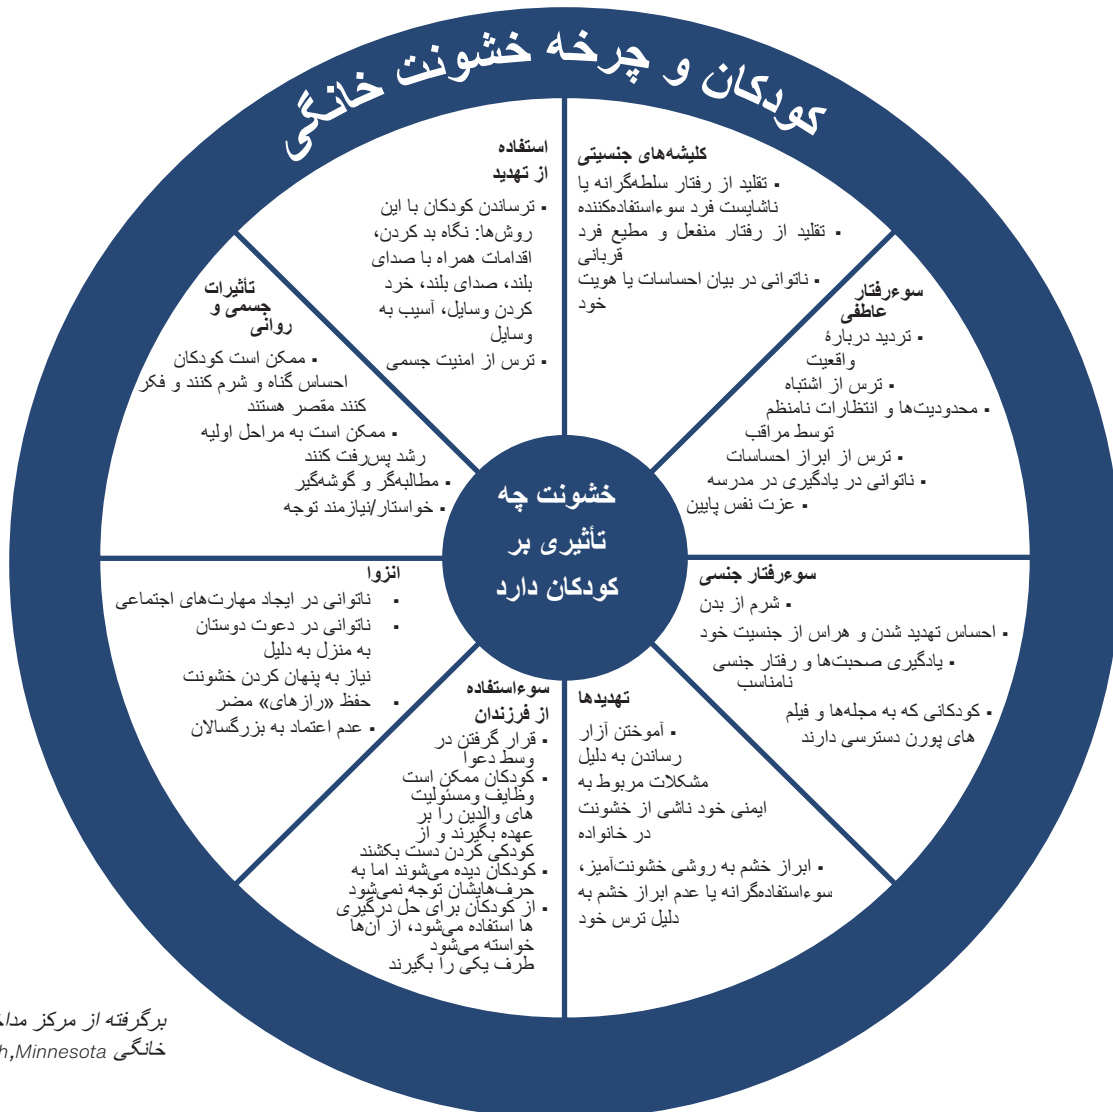 کودکان و چرخه خشونت خانگی
کلیشه‌های جنسیتی
▪ تقلید از رفتار سلطه‌گرانه یا
ناشایست فرد سوءاستفاده‌کننده
▪ تقلید از رفتار منفعل و مطیع فرد
قربانی
▪ ناتوانی در بیان احساسات یا هویت
خود
سوءرفتار
عاطفی
▪ تردید دربارهٔ
واقعیت
▪ ترس از اشتباه
▪ محدودیت‌ها و انتظارات نامنظم
توسط مراقب
▪ ترس از ابراز احساسات
▪ ناتوانی در یادگیری در مدرسه
▪ عزت نفس پایین
سوءرفتار جنسی
▪ شرم از بدن
▪ احساس تهدید شدن و هراس از جنسیت خود
▪ یادگیری صحبت‌ها و رفتار جنسی
نامناسب
▪ کودکانی که به مجله‌ها و فیلم
های پورن دسترسی دارند
تهدیدها
▪ آموختن آزار
رساندن به دلیل
مشکلات مربوط به
ایمنی خود ناشی از خشونت
در خانواده
▪ ابراز خشم به روشی خشونت‌آمیز،
سوءاستفاده‌گرانه یا عدم ابراز خشم به
دلیل ترس خود
سوءاستفاده
از فرزندان
▪ قرار گرفتن در
وسط دعوا
▪ کودکان ممکن است
وظایف ومسئولیت
های والدین را بر
عهده بگیرند و از
کودکی کردن دست بکشند
▪ کودکان دیده می‌شوند اما به
حرف‌هایشان توجه نمی‌شود
▪ از کودکان برای حل درگیری
ها استفاده می‌شود، از آن‌ها
خواسته می‌شود
طرف یکی را بگیرند
انزوا
▪ ناتوانی در ایجاد مهارت‌های اجتماعی
▪ ناتوانی در دعوت دوستان
به منزل به دلیل
نیاز به پنهان کردن خشونت
▪ حفظ «رازهای» مضر
▪ عدم اعتماد به بزرگسالان
تأثیرات
جسمی و
روانی
▪ ممکن است کودکان
احساس گناه و شرم کنند و فکر
کنند مقصر هستند
▪ ممکن است به مراحل اولیه
رشد پس‌رفت کنند
▪ مطالبه‌گر و گوشه‌گیر
▪ خواستار/نیازمند توجه
استفاده
از تهدید
▪ ترساندن کودکان با این
روش‌ها: نگاه بد کردن،
اقدامات همراه با صدای
بلند، صدای بلند، خرد
کردن وسایل، آسیب به
وسایل
▪ ترس از امنیت جسمی
خشونت چه
تأثیری بر
کودکان دارد
برگرفته از مرکز
خانگی Minnesota,